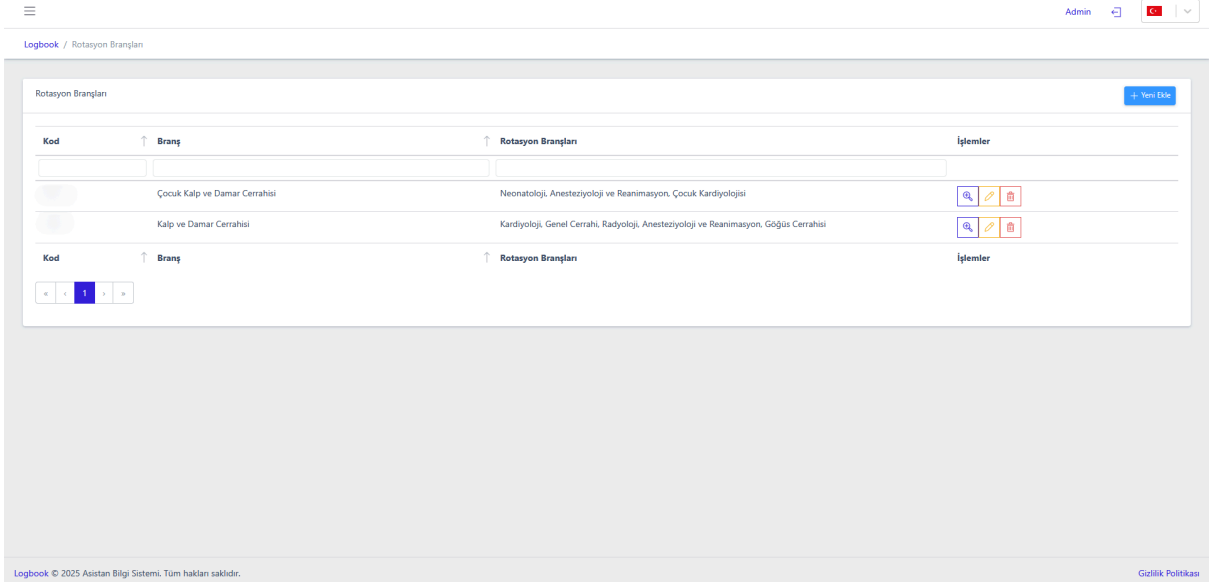 Admin
Logbook / Rotasyon Branşları
Rotasyon Branşları
+ Yeni Ekle
Kod Branş Rotasyon Branşları İşlemler
Çocuk Kalp ve Damar Cerrahisi Neonatoloji, Anesteziyoloji ve Reanimasyon, Çocuk Kardiyolojisi
Kalp ve Damar Cerrahisi Kardiyoloji, Genel Cerrahi, Radyoloji, Anesteziyoloji ve Reanimasyon, Göğüs Cerrahisi
Kod Branş Rotasyon Branşları İşlemler
« ‹ 1 › »
Logbook © 2025 Asistan Bilgi Sistemi. Tüm hakları saklıdır. Gizlilik Politikası